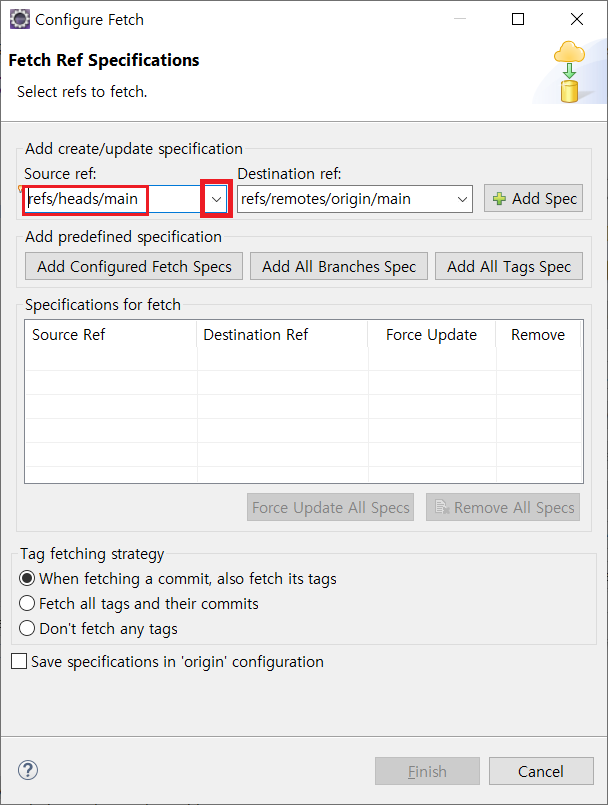 Configure Fetch
Fetch Ref Specifications
Select refs to fetch.
Add create/update specification
Source ref: Destination ref:
refs/heads/main refs/remotes/origin/main Add Spec
Add predefined specification
Add Configured Fetch Specs Add All Branches Spec Add All Tags Spec
Specifications for fetch
Source Ref Destination Ref Force Update Remove
Force Update All Specs Remove All Specs
Tag fetching strategy
When fetching a commit, also fetch its tags
Fetch all tags and their commits
Don't fetch any tags
Save specifications in 'origin' configuration
? Finish Cancel